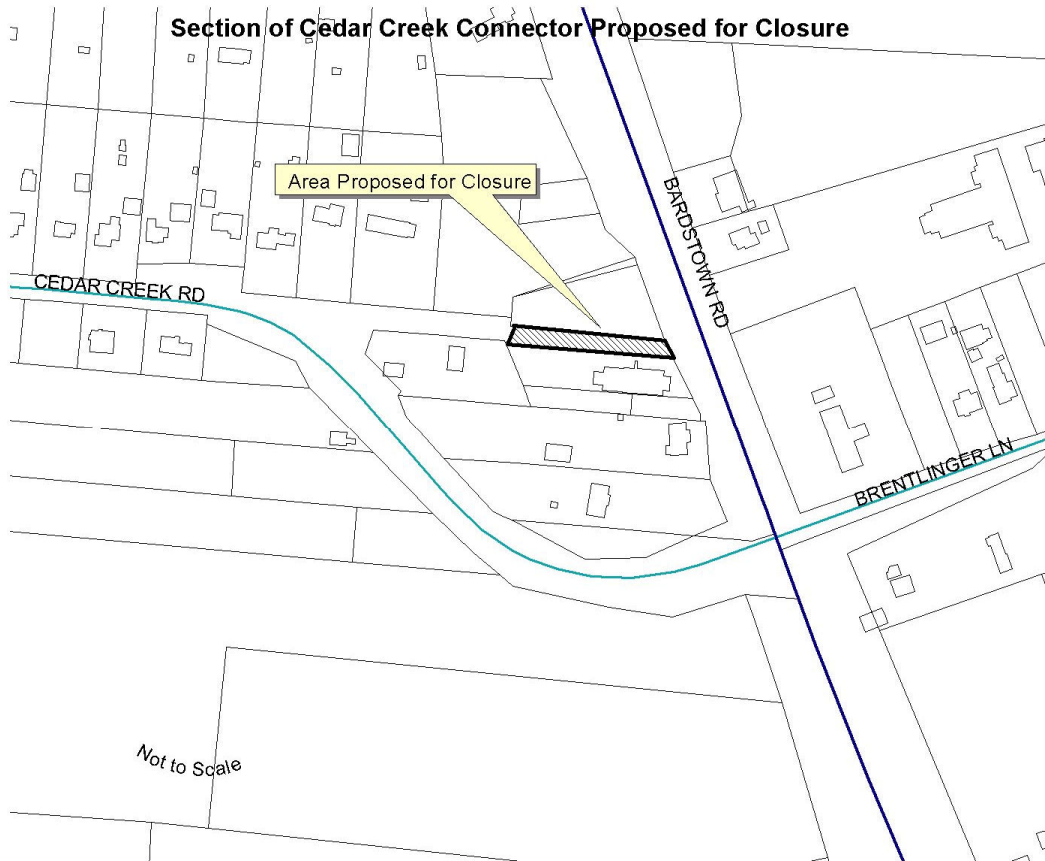 Section of Cedar Creek Connector Proposed for Closure
Area Proposed for Closure
BARDSTOWN RD
CEDAR CREEK RD
BRENTLINGER LN
Not to Scale